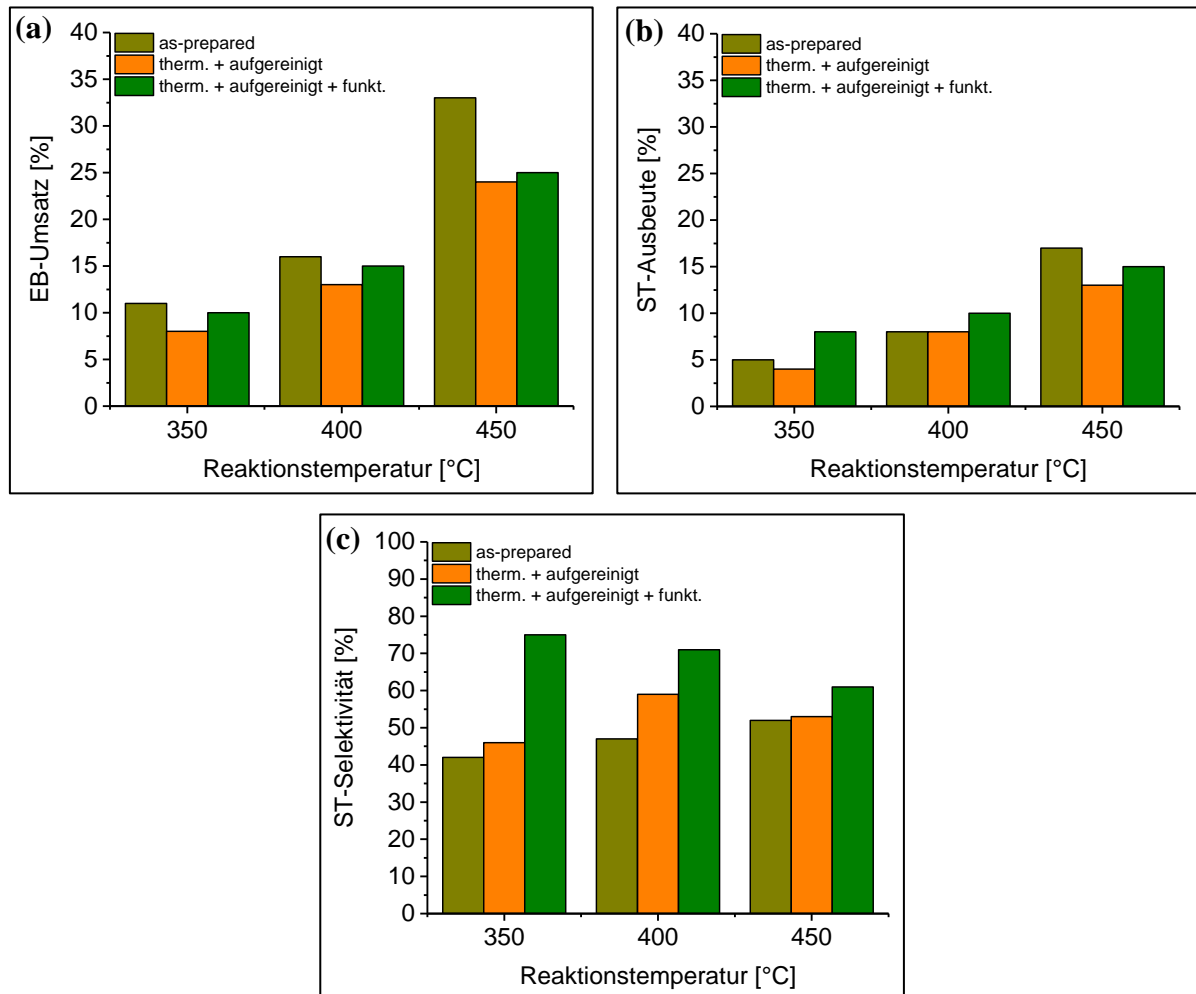 (a)
as-prepared
therm. + aufgereinigt
therm. + aufgereinigt + funkt.
EB-Umsatz [%]
40
35
30
25
20
15
10
5
0
350 400 450
Reaktionstemperatur [°C]
(b)
as-prepared
therm. + aufgereinigt
therm. + aufgereinigt + funkt.
ST-Ausbeute [%]
40
35
30
25
20
15
10
5
0
350 400 450
Reaktionstemperatur [°C]
(c)
as-prepared
therm. + aufgereinigt
therm. + aufgereinigt + funkt.
ST-Selektivität [%]
100
90
80
70
60
50
40
30
20
10
0
350 400 450
Reaktionstemperatur [°C]